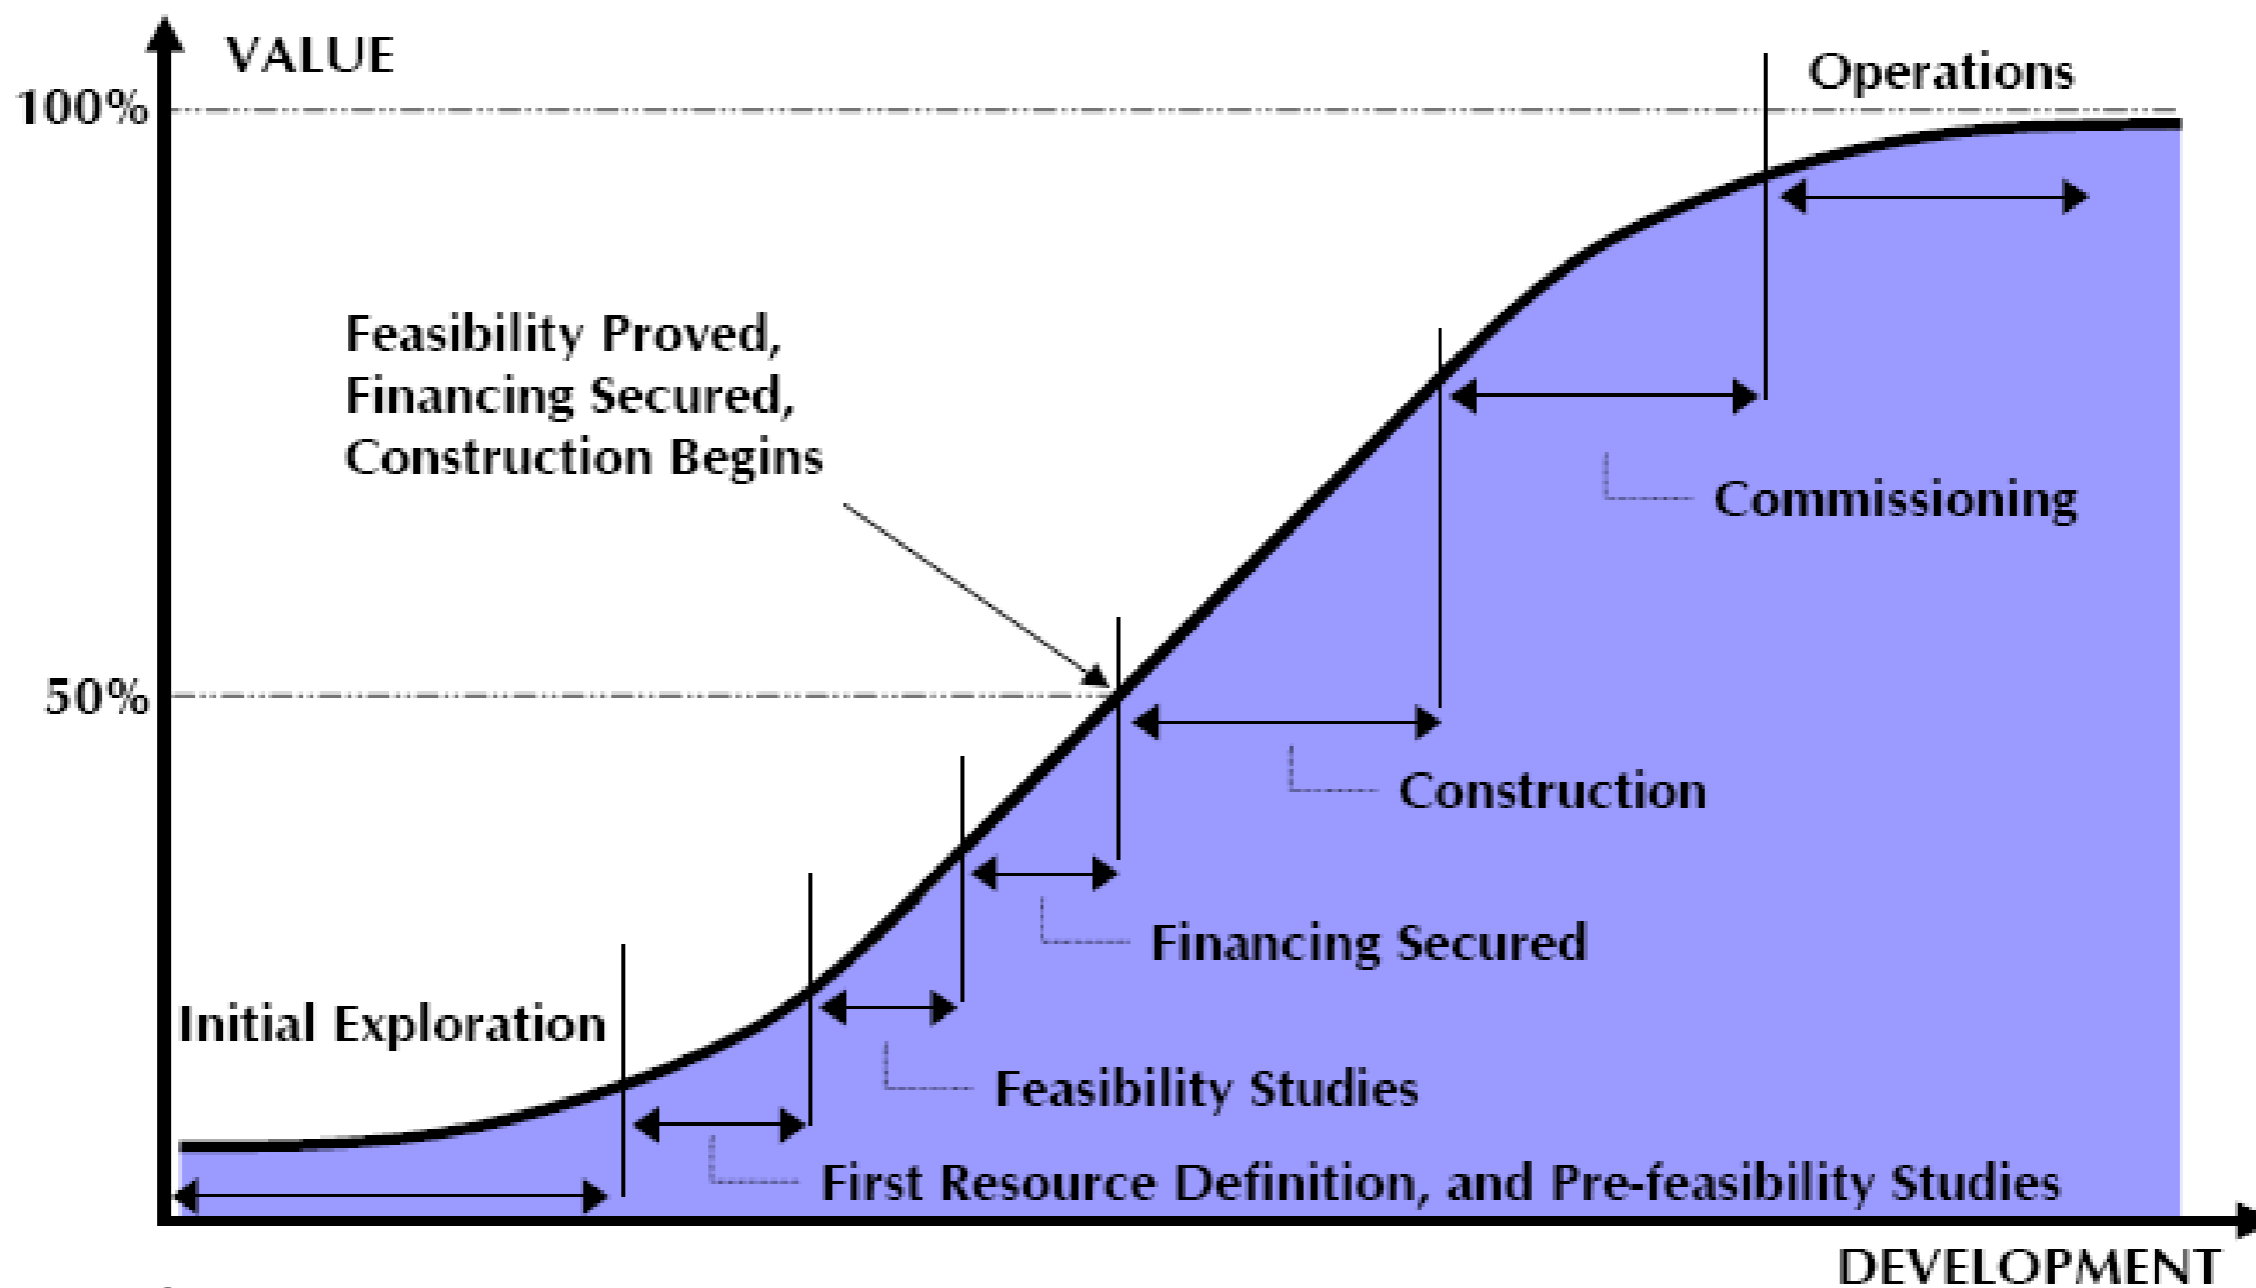 VALUE
Operations
100%
Feasibility Proved,
Financing Secured,
Construction Begins
Commissioning
50%
Construction
Financing Secured
Initial Exploration
Feasibility Studies
First Resource Definition, and Pre-feasibility Studies
DEVELOPMENT